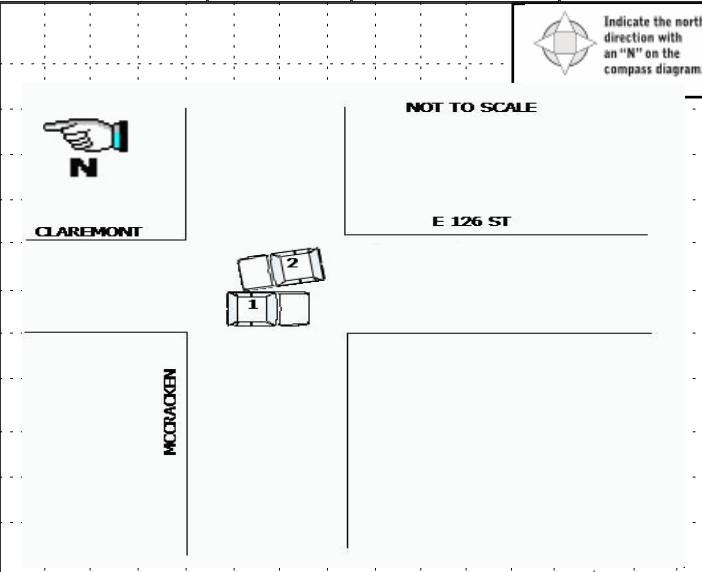 Indicate the north
direction with
an “N” on the
compass diagram.
NOT TO SCALE
N
E 126 ST
CLAREMONT
2
1
MCCRACKEN